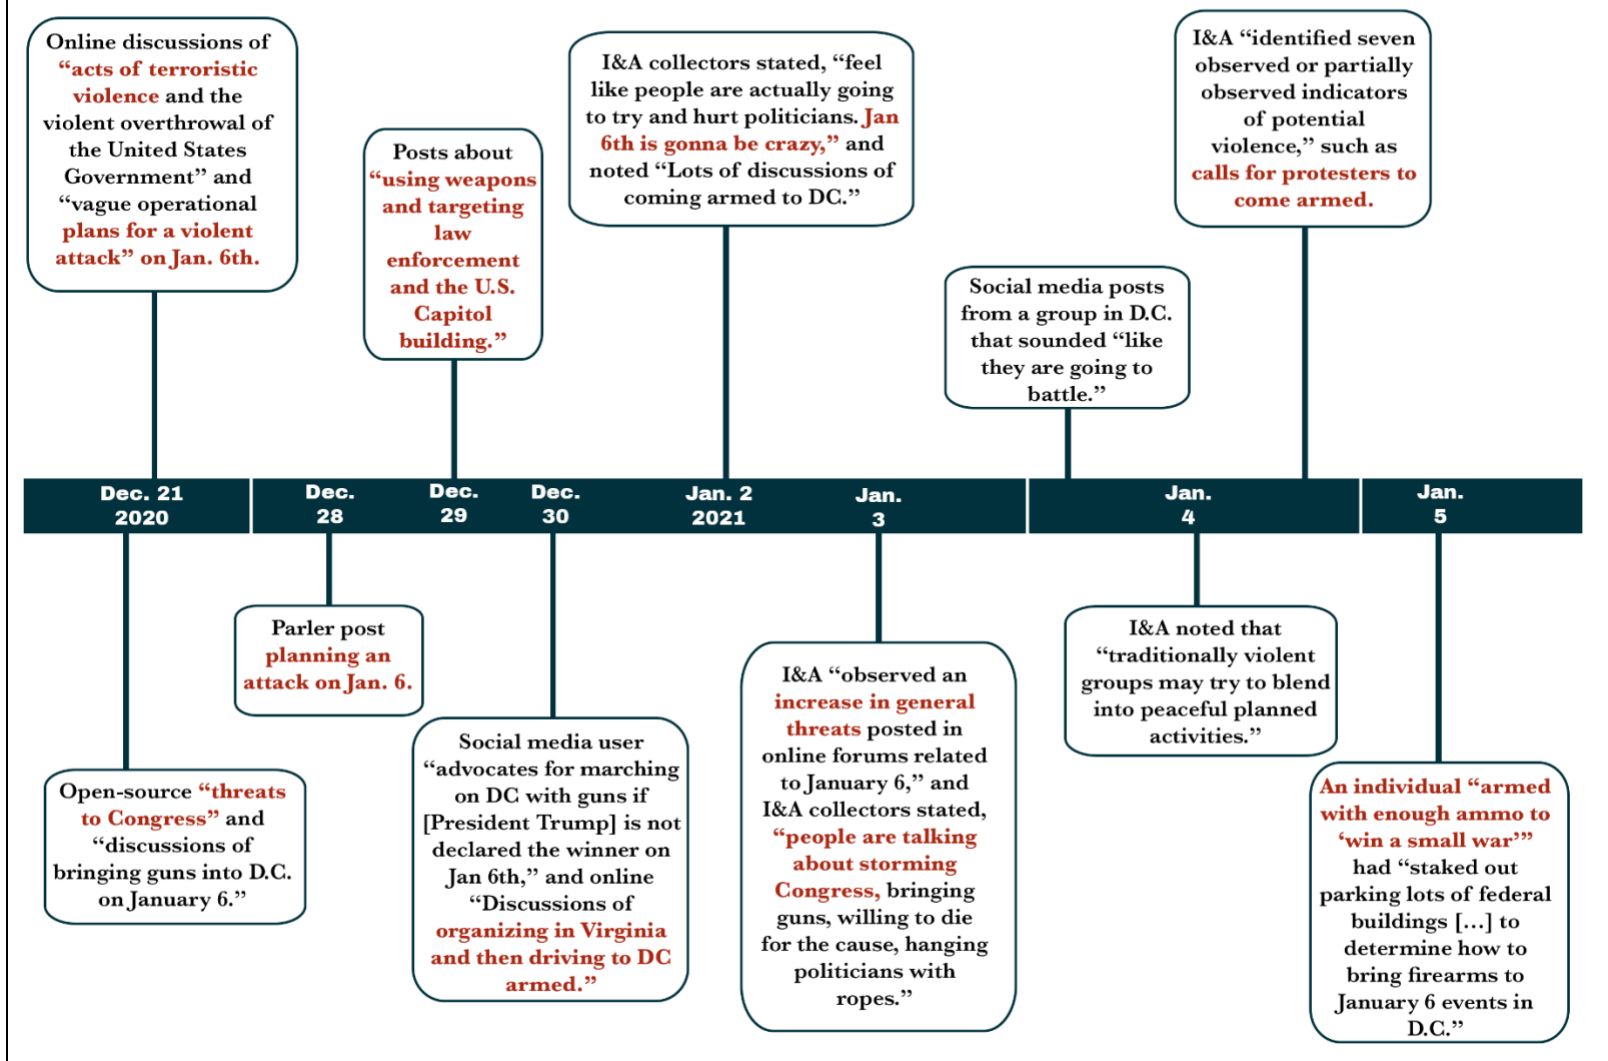 Online discussions of
“acts of terroristic
violence and the
violent overthrowal of
the United States
Government” and
“vague operational
plans for a violent
attack” on Jan. 6th.
Posts about
“using weapons
and targeting
law
enforcement
and the U.S.
Capitol
building.”
I&A collectors stated, “feel
like people are actually going
to try and hurt politicians. Jan
6th is gonna be crazy,” and
noted “Lots of discussions of
coming armed to DC.”
Social media posts
from a group in D.C.
that sounded “like
they are going to
battle.”
I&A “identified seven
observed or partially
observed indicators
of potential
violence,” such as
calls for protesters to
come armed.
Dec. 21
2020
Dec.
28
Dec.
29
Dec.
30
Jan. 2
2021
Jan.
3
Jan.
4
Jan.
5
Open-source “threats
to Congress” and
“discussions of
bringing guns into D.C.
on January 6.”
Parler post
planning an
attack on Jan. 6.
Social media user
“advocates for marching
on DC with guns if
[President Trump] is not
declared the winner on
Jan 6th,” and online
“Discussions of
organizing in Virginia
and then driving to DC
armed.”
I&A “observed an
increase in general
threats posted in
online forums related
to January 6,” and
I&A collectors stated,
“people are talking
about storming
Congress, bringing
guns, willing to die
for the cause, hanging
politicians with
ropes.”
I&A noted that
“traditionally violent
groups may try to blend
into peaceful planned
activities.”
An individual “armed
with enough ammo to
‘win a small war’”
had “staked out
parking lots of federal
buildings […] to
determine how to
bring firearms to
January 6 events in
D.C.”